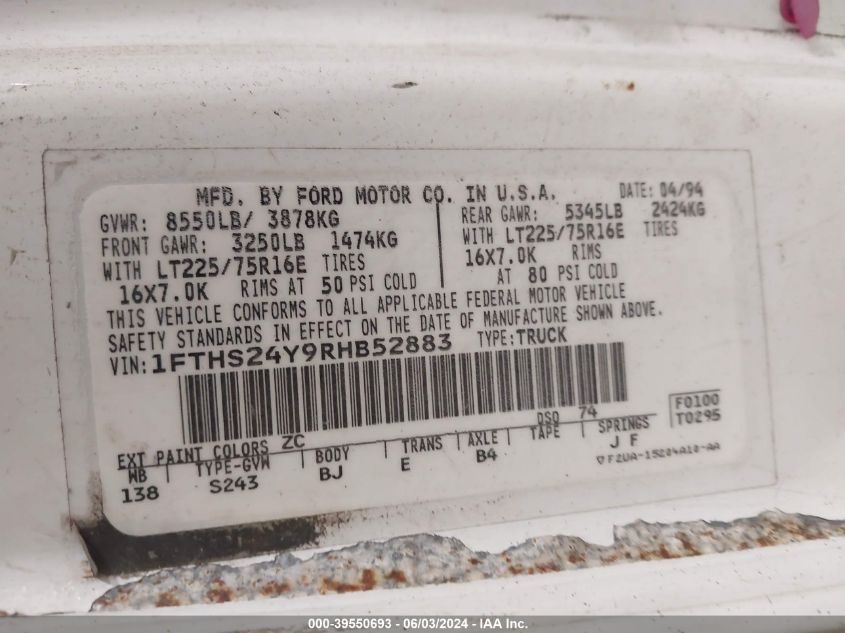 MFD. BY FORD MOTOR CO. IN U.S.A.
DATE: 04/94
GVWR: 8550LB/ 3878KG
FRONT GAWR: 3250LB 1474KG
WITH LT225/75R16E TIRES
16X7.0K RIMS AT 50 PSI COLD
REAR GAWR: 5345LB 2424KG
WITH LT225/75R16E TIRES
16X7.0K RIMS
AT 80 PSI COLD
THIS VEHICLE CONFORMS TO ALL APPLICABLE FEDERAL MOTOR VEHICLE
SAFETY STANDARDS IN EFFECT ON THE DATE OF MANUFACTURE SHOWN ABOVE.
VIN: 1FTHS24Y9RHB52883 TYPE: TRUCK
F0100
T0295
EXT PAINT COLORS ZC DSO 74
WB TYPE-GVW BODY TRANS AXLE TAPE SPRINGS
138 S243 BJ E B4 J F
F2UA-15204A10-AA
000-39550693 - 06/03/2024 - IAA Inc.